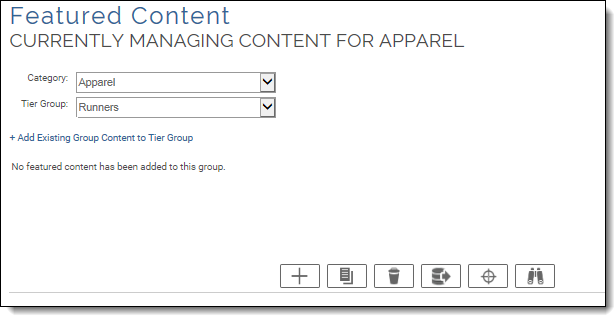 Featured Content
CURRENTLY MANAGING CONTENT FOR APPAREL
Category: Apparel
Tier Group: Runners
+ Add Existing Group Content to Tier Group
No featured content has been added to this group.